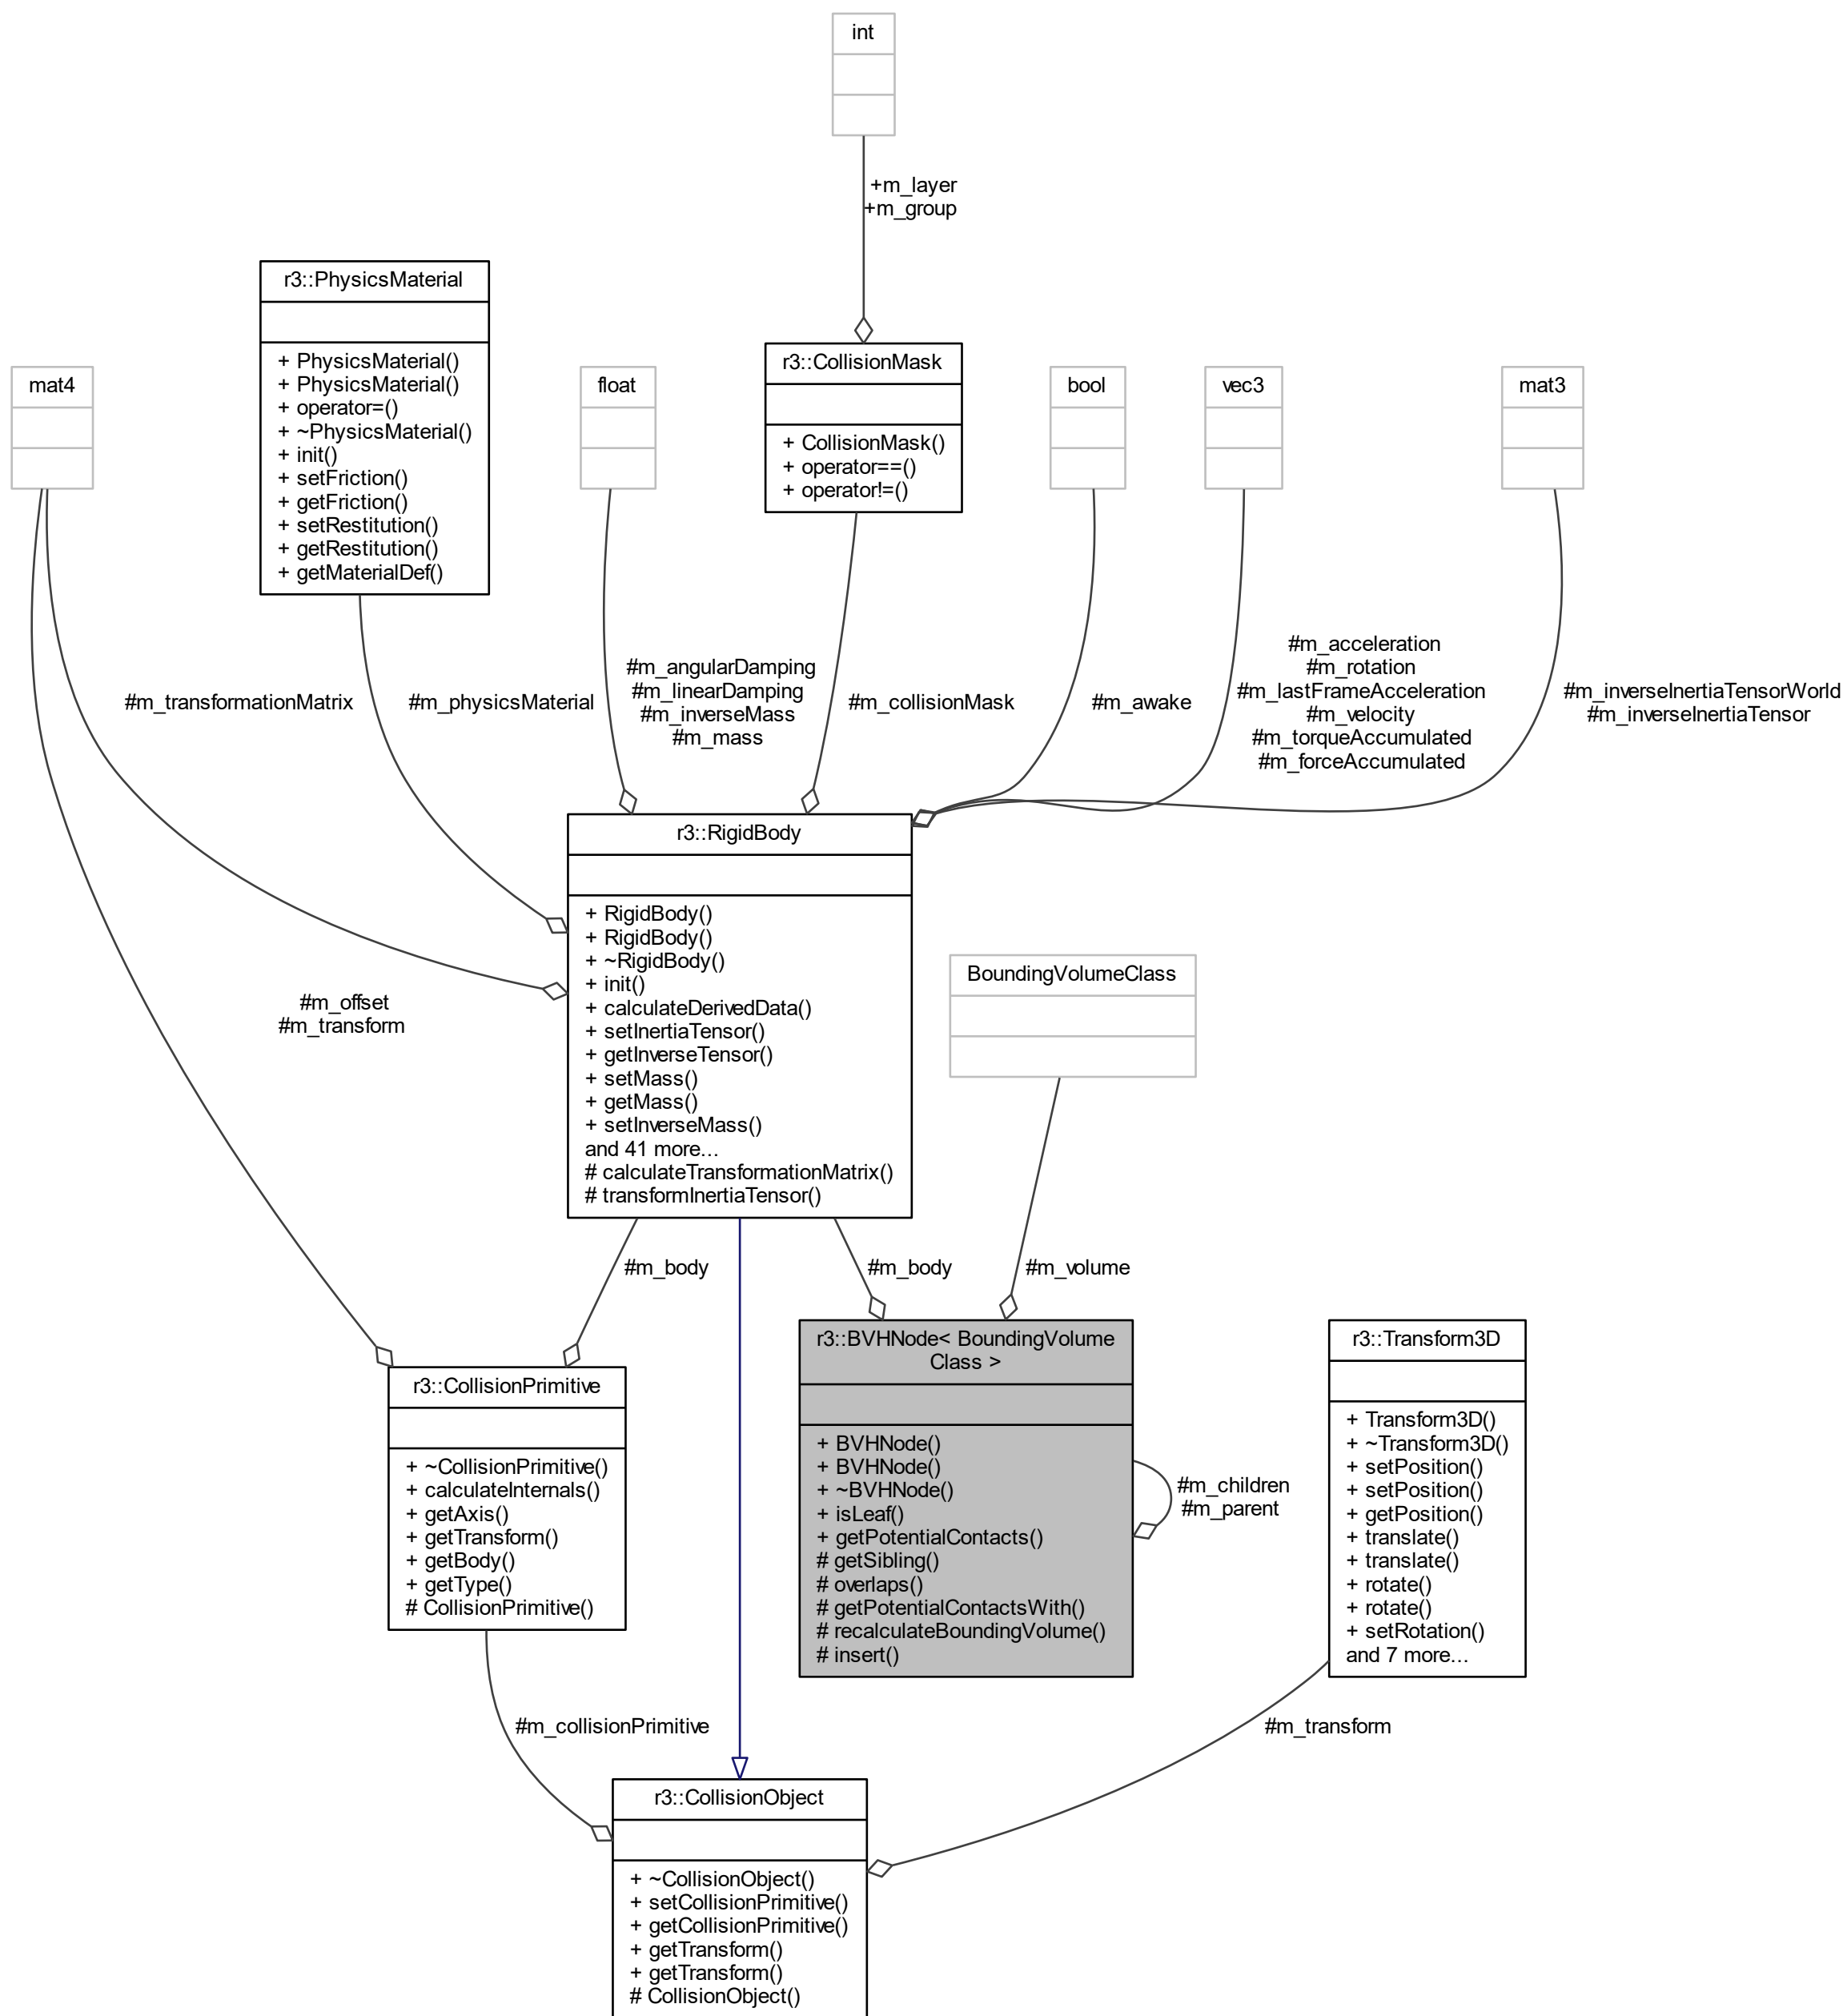 int
+m_layer
+m_group
r3::PhysicsMaterial
+ PhysicsMaterial()
+ PhysicsMaterial()
+ operator=()
+ ~PhysicsMaterial()
+ init()
+ setFriction()
+ getFriction()
+ setRestitution()
+ getRestitution()
+ getMaterialDef()
r3::CollisionMask
+ CollisionMask()
+ operator==()
+ operator!=()
mat4
float
bool
vec3
mat3
#m_transformationMatrix
#m_physicsMaterial
#m_angularDamping
#m_linearDamping
#m_inverseMass
#m_mass
#m_collisionMask
#m_awake
#m_acceleration
#m_rotation
#m_lastFrameAcceleration
#m_velocity
#m_torqueAccumulated
#m_forceAccumulated
#m_inverseInertiaTensorWorld
#m_inverseInertiaTensor
r3::RigidBody
+ RigidBody()
+ RigidBody()
+ ~RigidBody()
+ init()
+ calculateDerivedData()
+ setInertiaTensor()
+ getInverseTensor()
+ setMass()
+ getMass()
+ setInverseMass()
and 41 more...
# calculateTransformationMatrix()
# transformInertiaTensor()
#m_offset
#m_transform
BoundingVolumeClass
#m_body
#m_body
#m_volume
r3::CollisionPrimitive
+ ~CollisionPrimitive()
+ calculateInternals()
+ getAxis()
+ getTransform()
+ getBody()
+ getType()
# CollisionPrimitive()
r3::BVHNode< BoundingVolume
Class >
+ BVHNode()
+ BVHNode()
+ ~BVHNode()
+ isLeaf()
+ getPotentialContacts()
# getSibling()
# overlaps()
# getPotentialContactsWith()
# recalculateBoundingVolume()
# insert()
#m_children
#m_parent
r3::Transform3D
+ Transform3D()
+ ~Transform3D()
+ setPosition()
+ setPosition()
+ getPosition()
+ translate()
+ translate()
+ rotate()
+ rotate()
+ setRotation()
and 7 more...
#m_collisionPrimitive
#m_transform
r3::CollisionObject
+ ~CollisionObject()
+ setCollisionPrimitive()
+ getCollisionPrimitive()
+ getTransform()
+ getTransform()
# CollisionObject()